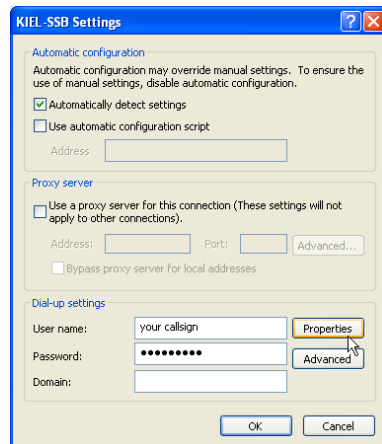 KIEL-SSB Settings
Automatic configuration
Automatic configuration may override manual settings. To ensure the
use of manual settings, disable automatic configuration.
Automatically detect settings
Use automatic configuration script
Address
Proxy server
Use a proxy server for this connection (These settings will not
apply to other connections).
Address: Port: Advanced...
Bypass proxy server for local addresses
Dial-up settings
User name: your callsign Properties
Password: ●●●●●●●●● Advanced
Domain:
OK Cancel